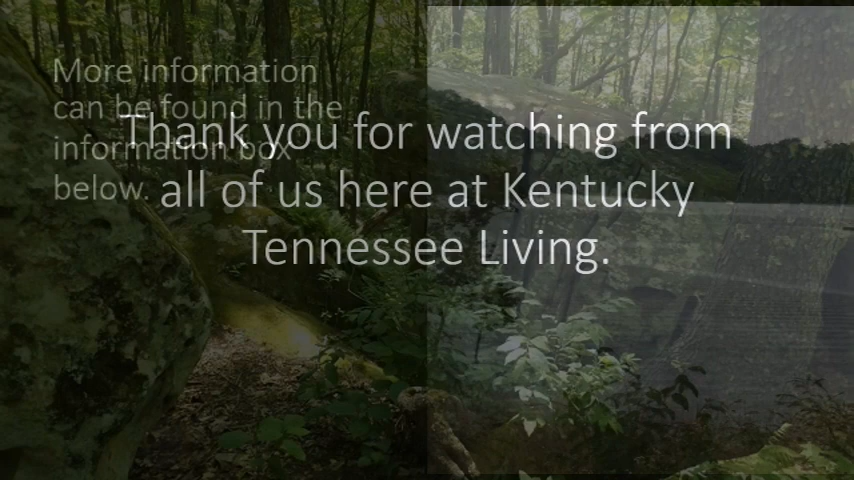 More information
can be found in the
information box
below.
Thank you for watching from
all of us here at Kentucky
Tennessee Living.